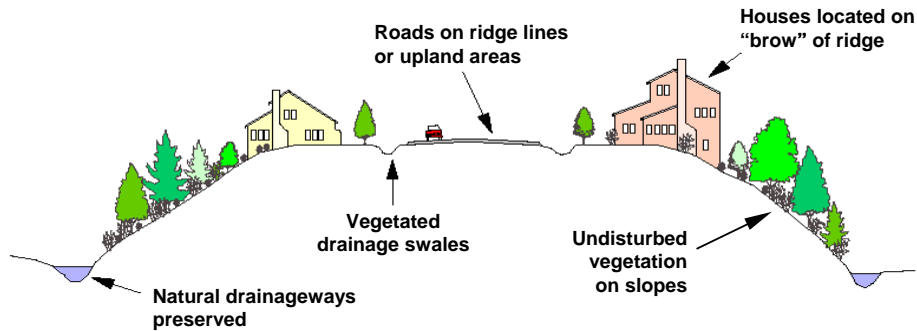 Houses located on
“brow” of ridge
Roads on ridge lines
or upland areas
Vegetated
drainage swales
Undisturbed
vegetation
on slopes
Natural drainageways
preserved